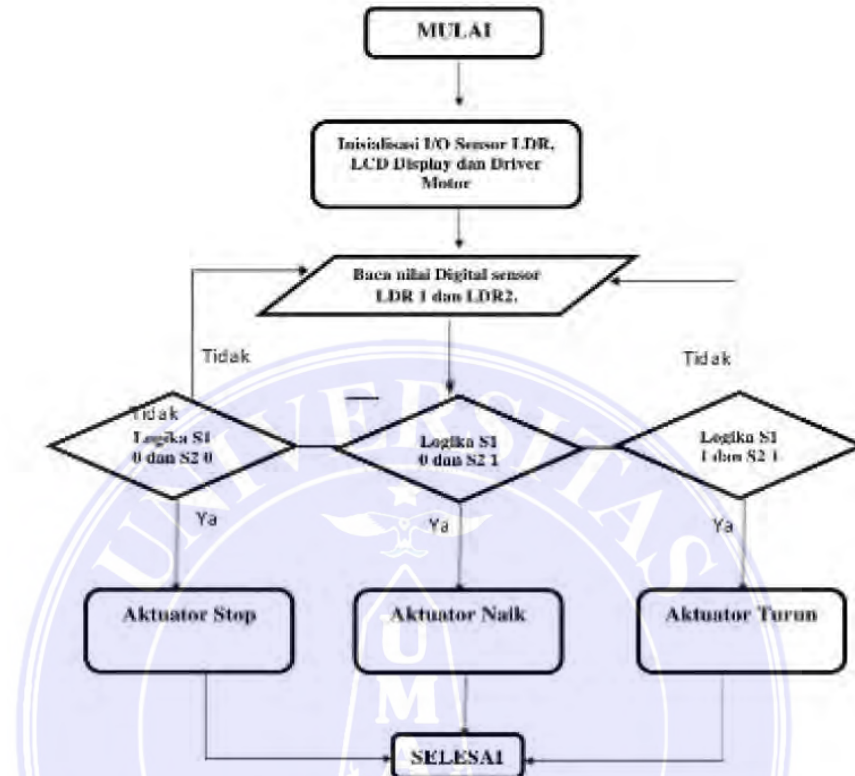 MULAI
Inisialisasi I/O Sensor LDR,
LCD Display dan Driver
Motor
Baca nilai Digital sensor
LDR 1 dan LDR2.
Tidak
Tidak
Tidak
Logika S1
0 dan S2 0
Logika S1
0 dan S2 1
Logika S1
1 dan S2 1
Ya
Ya
Ya
Aktuator Stop
Aktuator Naik
Aktuator Turun
SELESAI
UNIVERSITAS
UMA